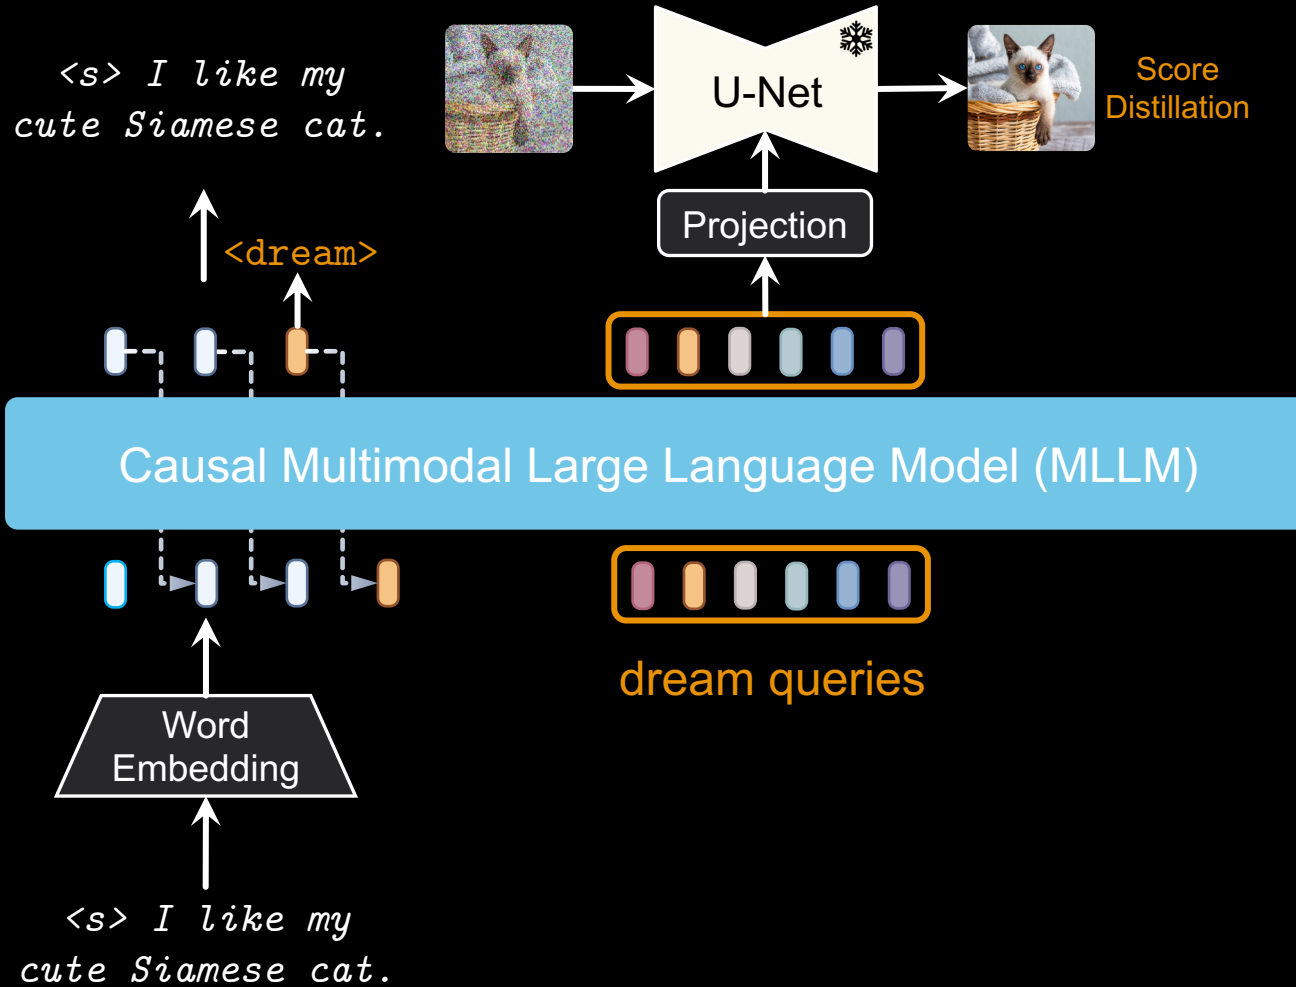 <s> I like my
cute Siamese cat.
U-Net
Score
Distillation
Projection
<dream>
Causal Multimodal Large Language Model (MLLM)
dream queries
Word
Embedding
<s> I like my
cute Siamese cat.